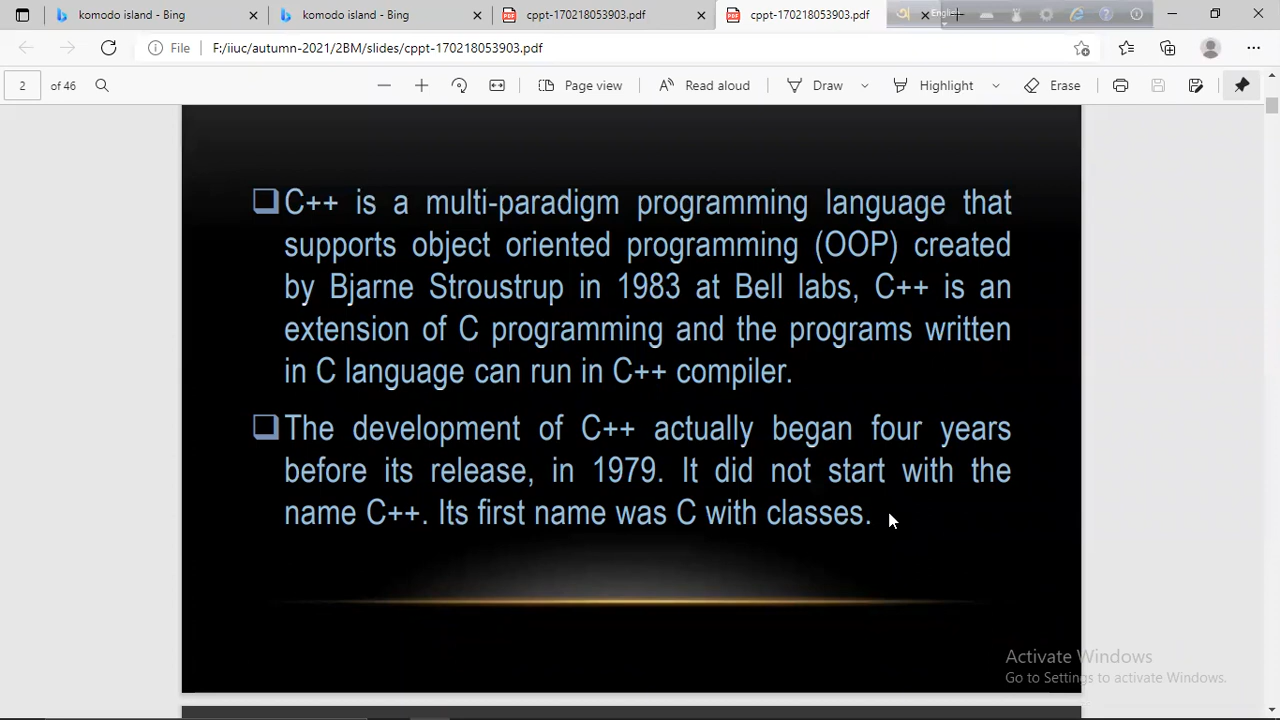 komodo island - Bing
komodo island - Bing
cppt-170218053903.pdf
cppt-170218053903.pdf
English
File
F:/iiuc/autumn-2021/2BM/slides/cppt-170218053903.pdf
2 of 46
Page view
Read aloud
Draw
Highlight
Erase
C++ is a multi-paradigm programming language that
supports object oriented programming (OOP) created
by Bjarne Stroustrup in 1983 at Bell labs, C++ is an
extension of C programming and the programs written
in C language can run in C++ compiler.
The development of C++ actually began four years
before its release, in 1979. It did not start with the
name C++. Its first name was C with classes.
Activate Windows
Go to Settings to activate Windows.